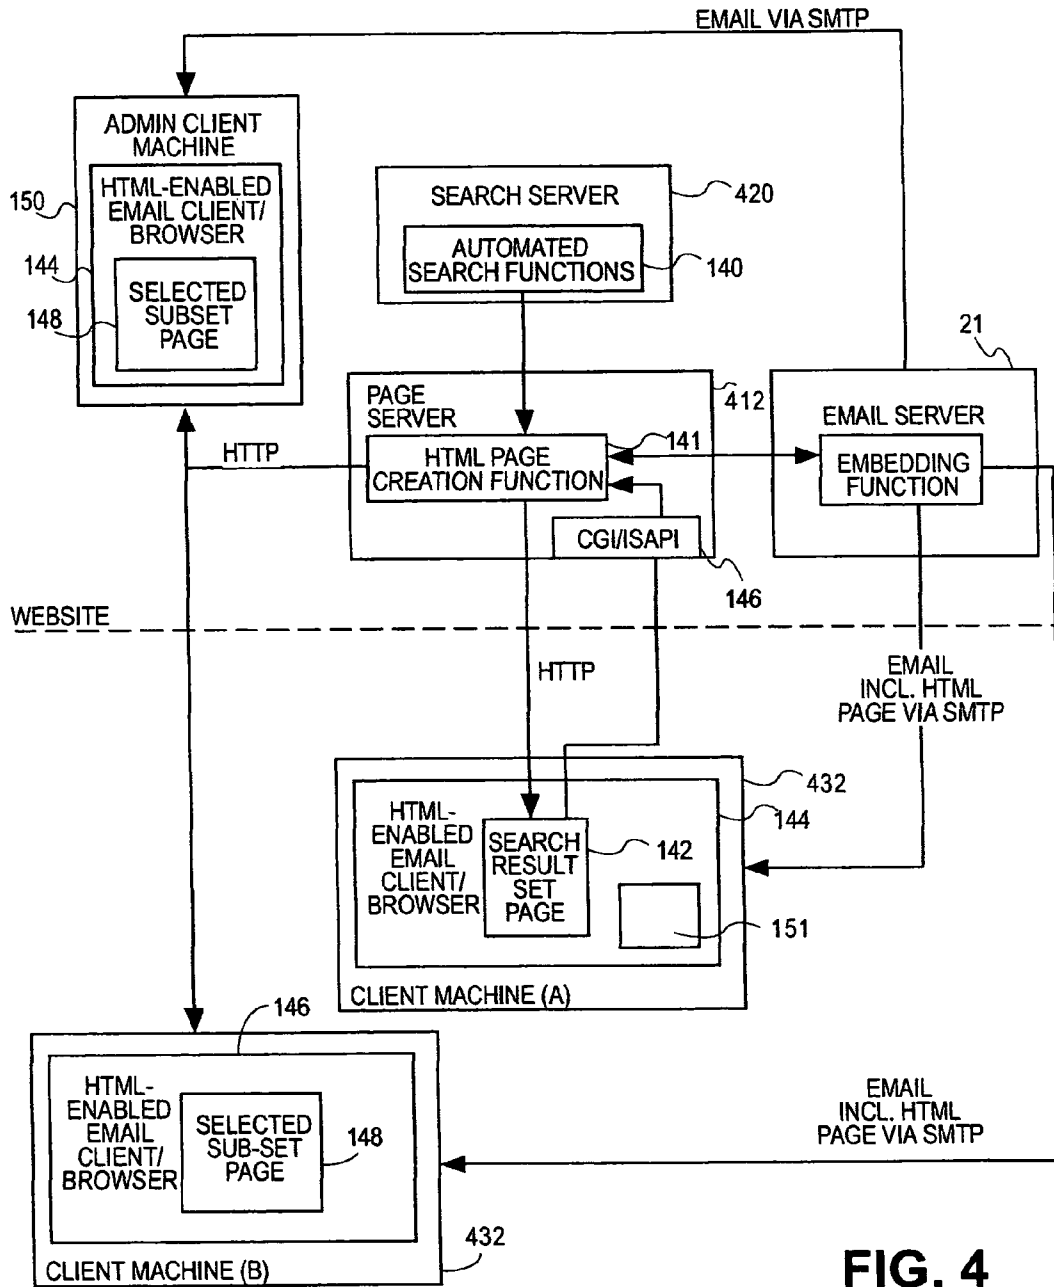 EMAIL VIA SMTP
ADMIN CLIENT
MACHINE
HTML-ENABLED
EMAIL CLIENT/
BROWSER
SELECTED
SUBSET
PAGE
150
144
148
SEARCH SERVER
420
AUTOMATED
SEARCH FUNCTIONS
140
21
PAGE
SERVER
412
141
HTML PAGE
CREATION FUNCTION
CGI/ISAPI
146
EMAIL SERVER
EMBEDDING
FUNCTION
HTTP
WEBSITE
HTTP
EMAIL
INCL. HTML
PAGE VIA SMTP
432
144
HTML-
ENABLED
EMAIL
CLIENT/
BROWSER
SEARCH
RESULT
SET
PAGE
142
151
CLIENT MACHINE (A)
146
HTML-
ENABLED
EMAIL
CLIENT/
BROWSER
SELECTED
SUB-SET
PAGE
148
EMAIL
INCL. HTML
PAGE VIA SMTP
432
CLIENT MACHINE (B)
FIG. 4